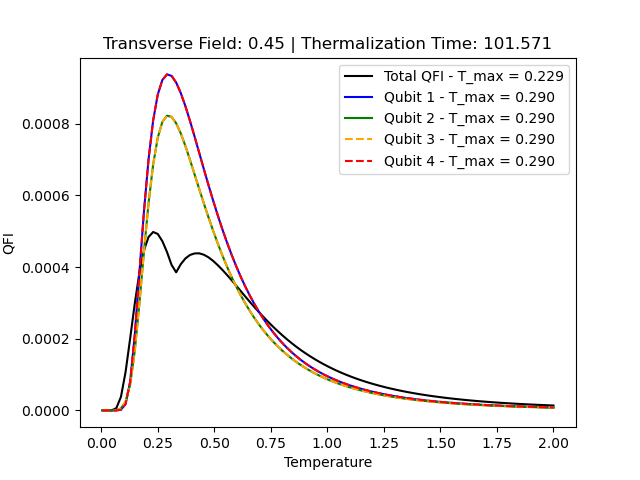 Transverse Field: 0.45 | Thermalization Time: 101.571
Total QFI - T_max = 0.229
Qubit 1 - T_max = 0.290
Qubit 2 - T_max = 0.290
Qubit 3 - T_max = 0.290
Qubit 4 - T_max = 0.290
QFI
0.0008
0.0006
0.0004
0.0002
0.0000
0.00 0.25 0.50 0.75 1.00 1.25 1.50 1.75 2.00
Temperature